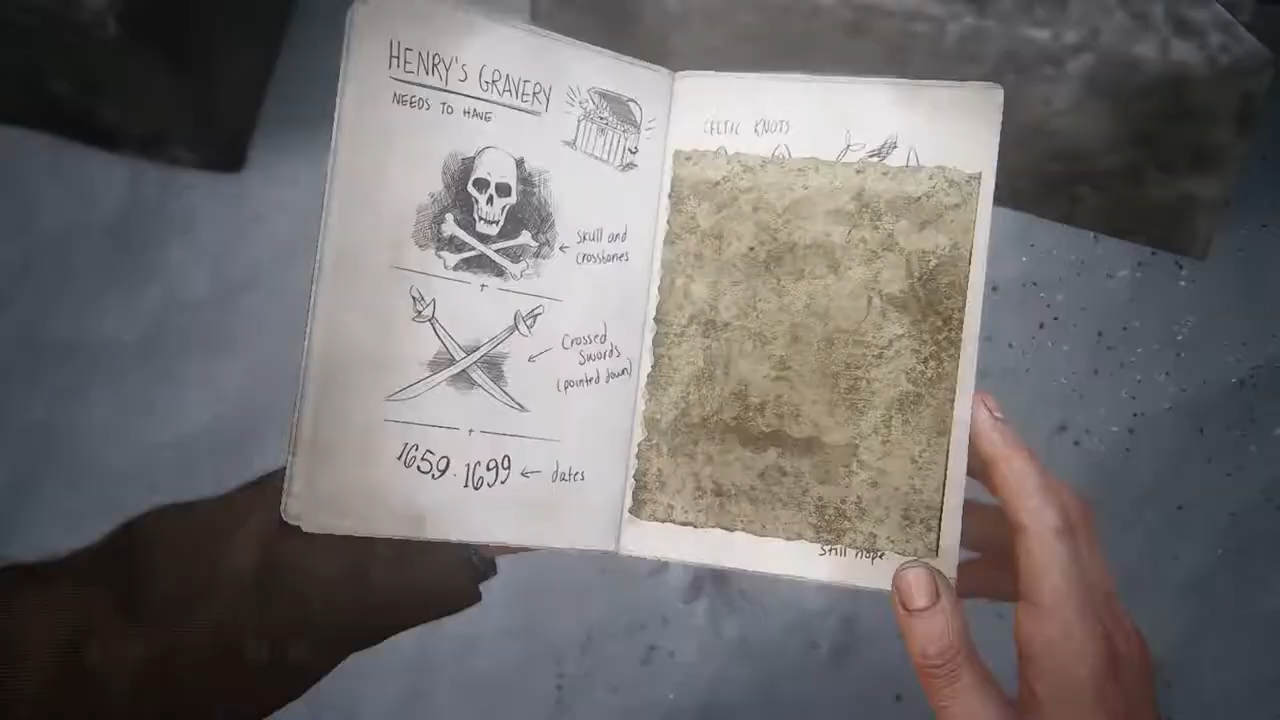 HENRY'S GRAVERY
NEEDS TO HAVE
skull and
crossbones
+
Crossed
Swords
(pointed down)
+
1659.1699 ← dates
CELTIC KNOTS
Still nope.